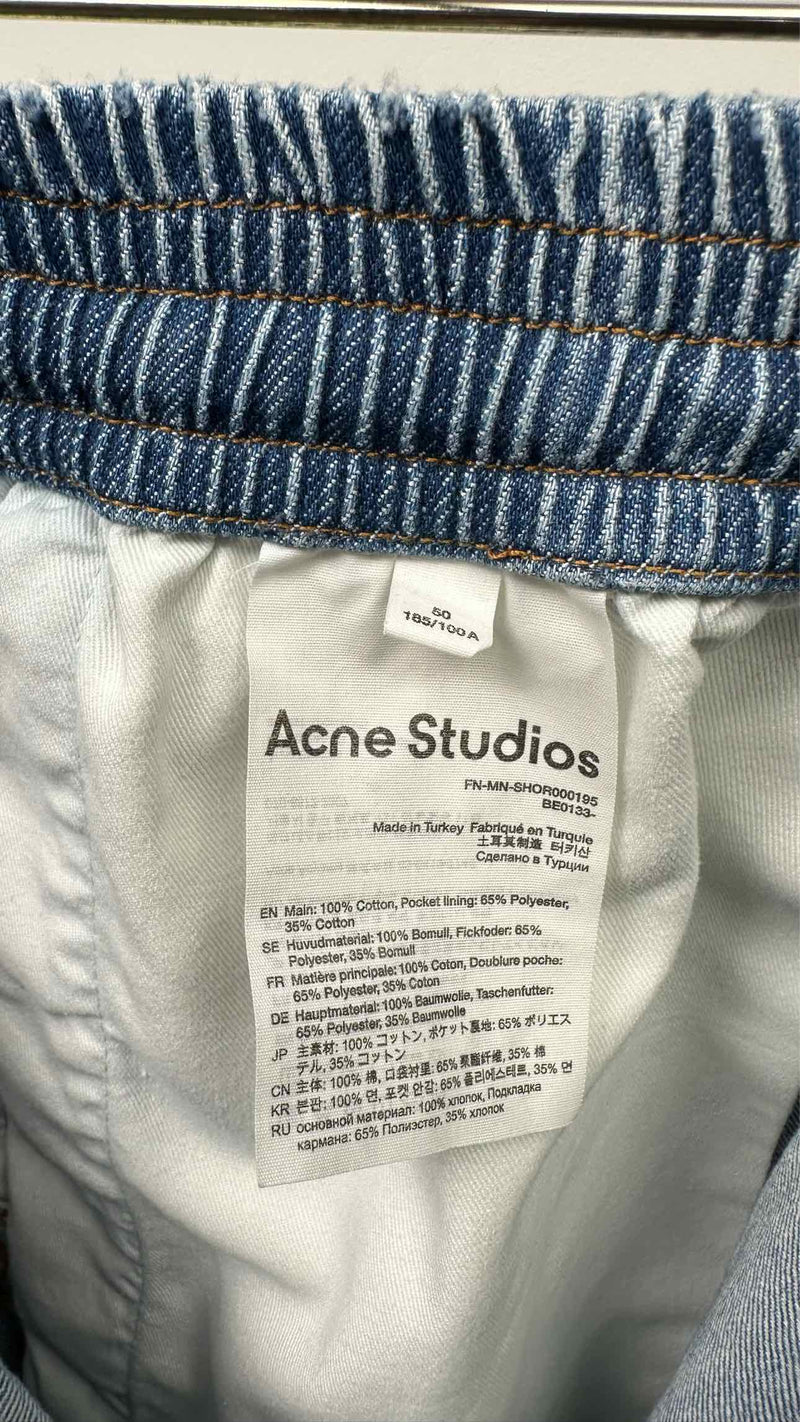 50
185/100A
Acne Studios
FN-MN-SHOR000195
BE0133-
Made in Turkey Fabriqué en Turquie
土耳其制造 터키산
Сделано в Турции
EN Main: 100% Cotton, Pocket lining: 65% Polyester,
35% Cotton
SE Huvudmaterial: 100% Bomull, Fickfoder: 65%
Polyester, 35% Bomull
FR Matière principale: 100% Coton, Doublure poche:
65% Polyester, 35% Coton
DE Hauptmaterial: 100% Baumwolle, Taschenfutter:
65% Polyester, 35% Baumwolle
JP 主素材: 100% コットン, ポケット裏地: 65% ポリエス
テル, 35% コットン
CN 主体: 100% 棉, 口袋衬里: 65% 聚酯纤维, 35% 棉
KR 본판: 100% 면, 포켓 안감: 65% 폴리에스테르, 35% 면
RU основной материал: 100% хлопок, Подкладка
кармана: 65% Полиэстер, 35% хлопок